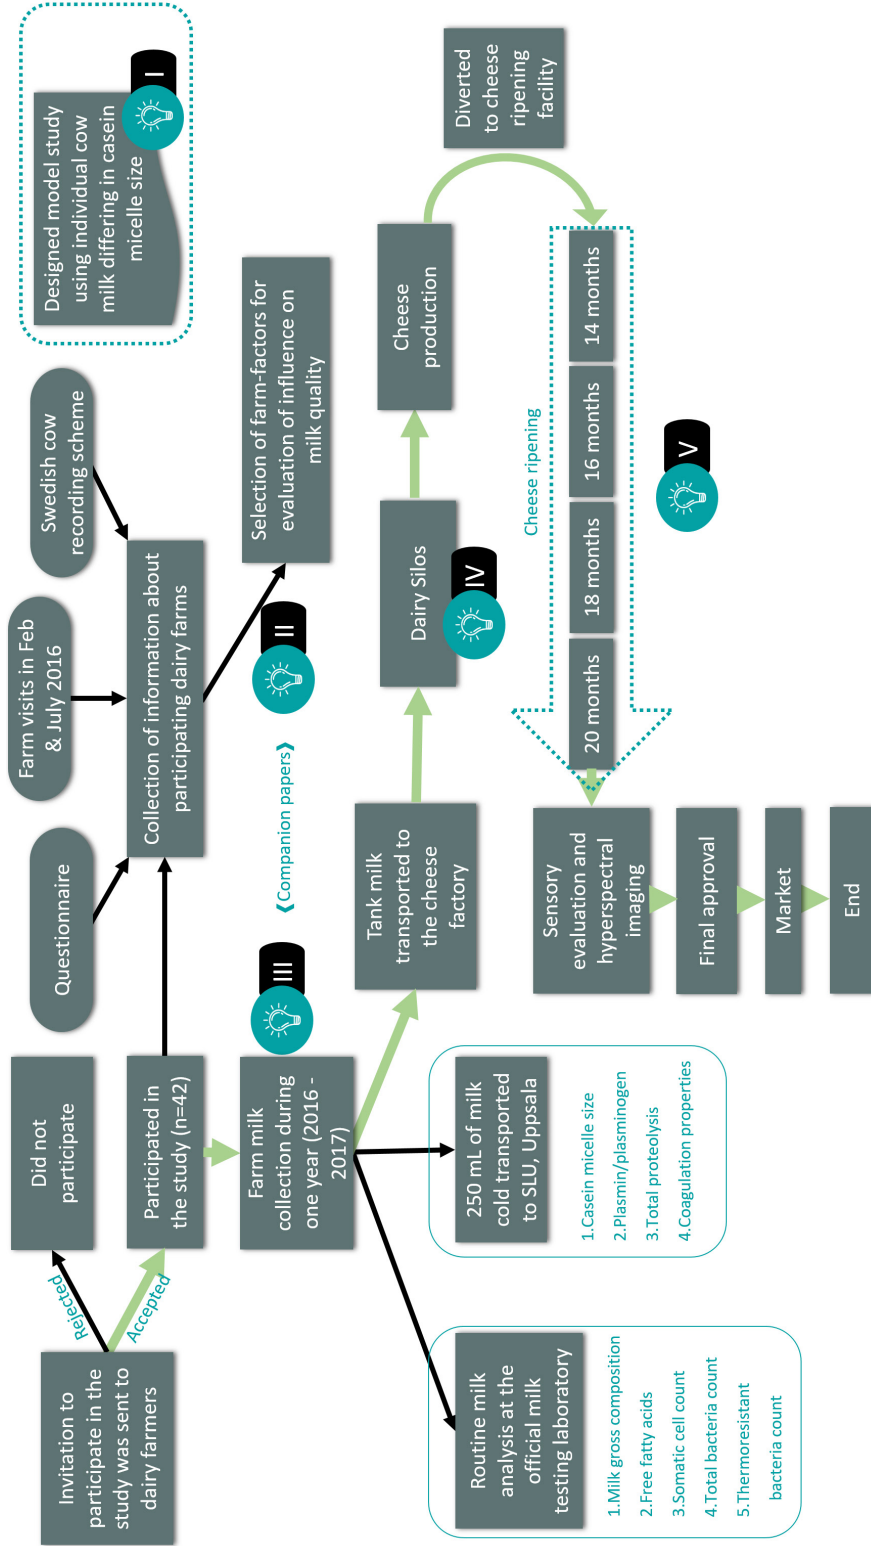 Invitation to
participate in the
study was sent to
dairy farmers
Rejected
Accepted
Did not
participate
Participated in
the study (n=42)
Questionnaire
Farm visits in Feb
& July 2016
Swedish cow
recording scheme
Collection of information about
participating dairy farms
Selection of farm-factors for
evaluation of influence on
milk quality
Designed model study
using individual cow
milk differing in casein
micelle size
I
II
❰Companion papers❱
III
Farm milk
collection during
one year (2016 -
2017)
Routine milk
analysis at the
official milk
testing laboratory
1.Milk gross composition
2.Free fatty acids
3.Somatic cell count
4.Total bacteria count
5.Thermoresistant
bacteria count
250 mL of milk
cold transported
to SLU, Uppsala
1.Casein micelle size
2.Plasmin/plasminogen
3.Total proteolysis
4.Coagulation properties
Tank milk
transported to
the cheese
factory
Dairy Silos
IV
Cheese
production
Diverted
to cheese
ripening
facility
Cheese ripening
14 months
16 months
18 months
20 months
V
Sensory
evaluation and
hyperspectral
imaging
Final approval
Market
End